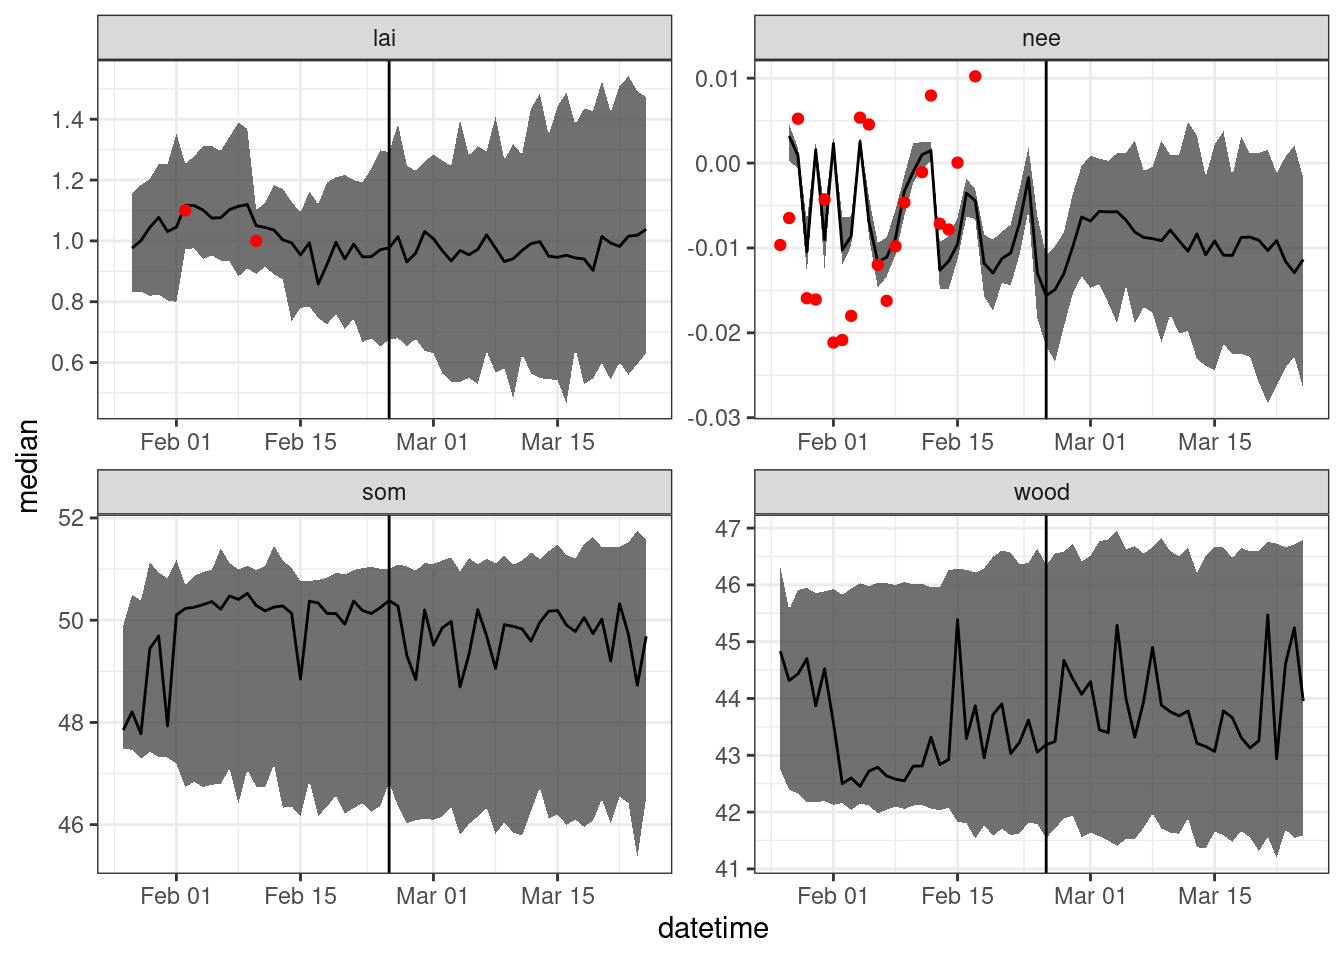 lai
nee
1.4
1.2
1.0
0.8
0.6
0.01
0.00
-0.01
-0.02
-0.03
Feb 01 Feb 15 Mar 01 Mar 15
Feb 01 Feb 15 Mar 01 Mar 15
median
som
wood
52
50
48
46
47
46
45
44
43
42
41
Feb 01 Feb 15 Mar 01 Mar 15
Feb 01 Feb 15 Mar 01 Mar 15
datetime